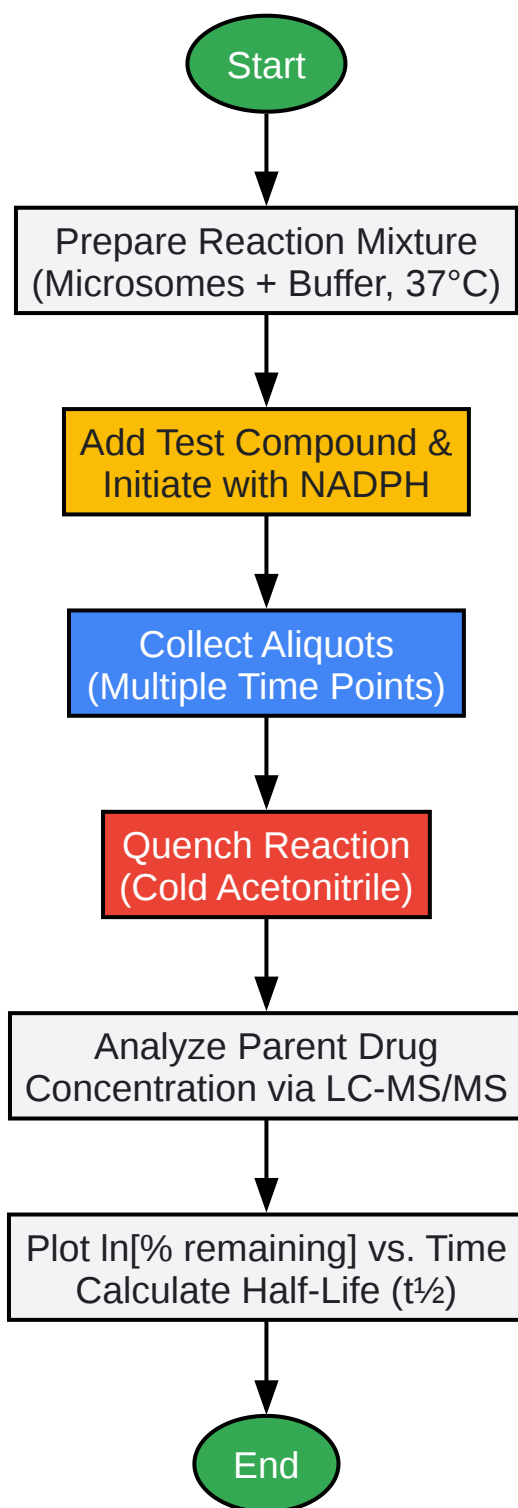 Start
Prepare Reaction Mixture
(Microsomes + Buffer, 37°C)
Add Test Compound &
Initiate with NADPH
Collect Aliquots
(Multiple Time Points)
Quench Reaction
(Cold Acetonitrile)
Analyze Parent Drug
Concentration via LC-MS/MS
Plot ln[% remaining] vs. Time
Calculate Half-Life (t½)
End